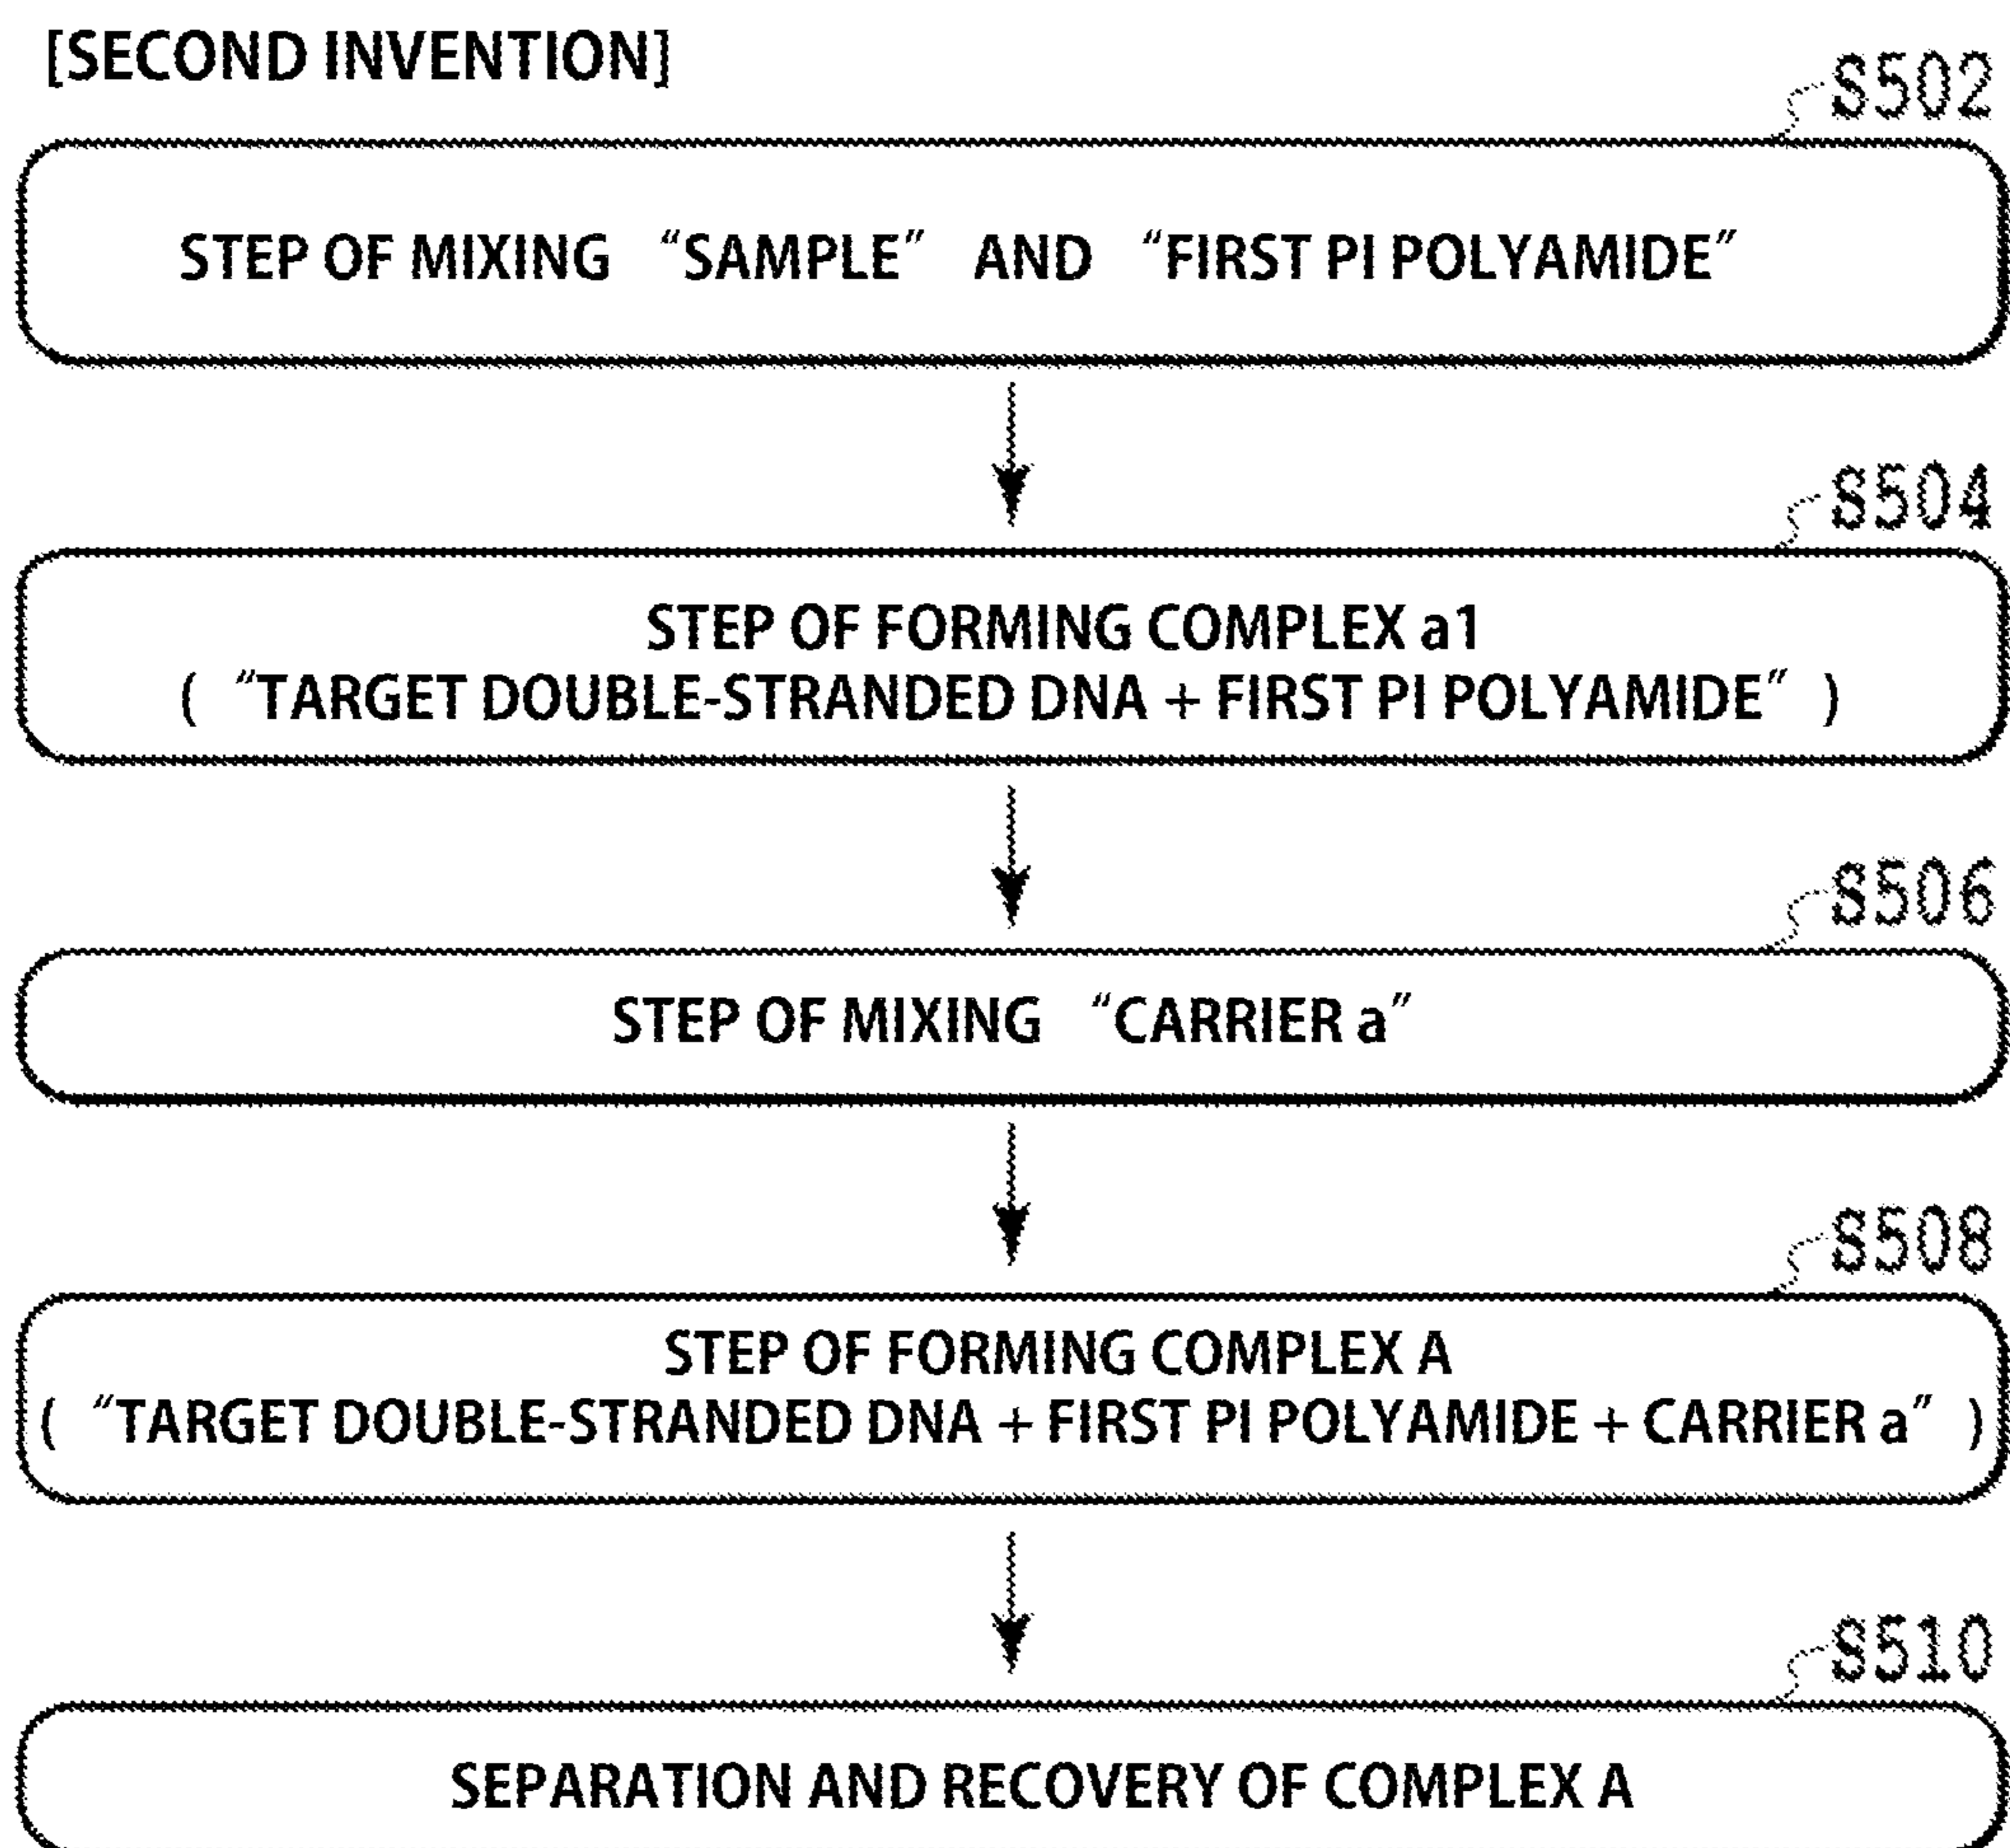 [SECOND INVENTION]
S502
STEP OF MIXING “SAMPLE” AND “FIRST PI POLYAMIDE”
S504
STEP OF FORMING COMPLEX a1
( “TARGET DOUBLE-STRANDED DNA + FIRST PI POLYAMIDE” )
S506
STEP OF MIXING “CARRIER a”
S508
STEP OF FORMING COMPLEX A
( “TARGET DOUBLE-STRANDED DNA + FIRST PI POLYAMIDE + CARRIER a” )
S510
SEPARATION AND RECOVERY OF COMPLEX A